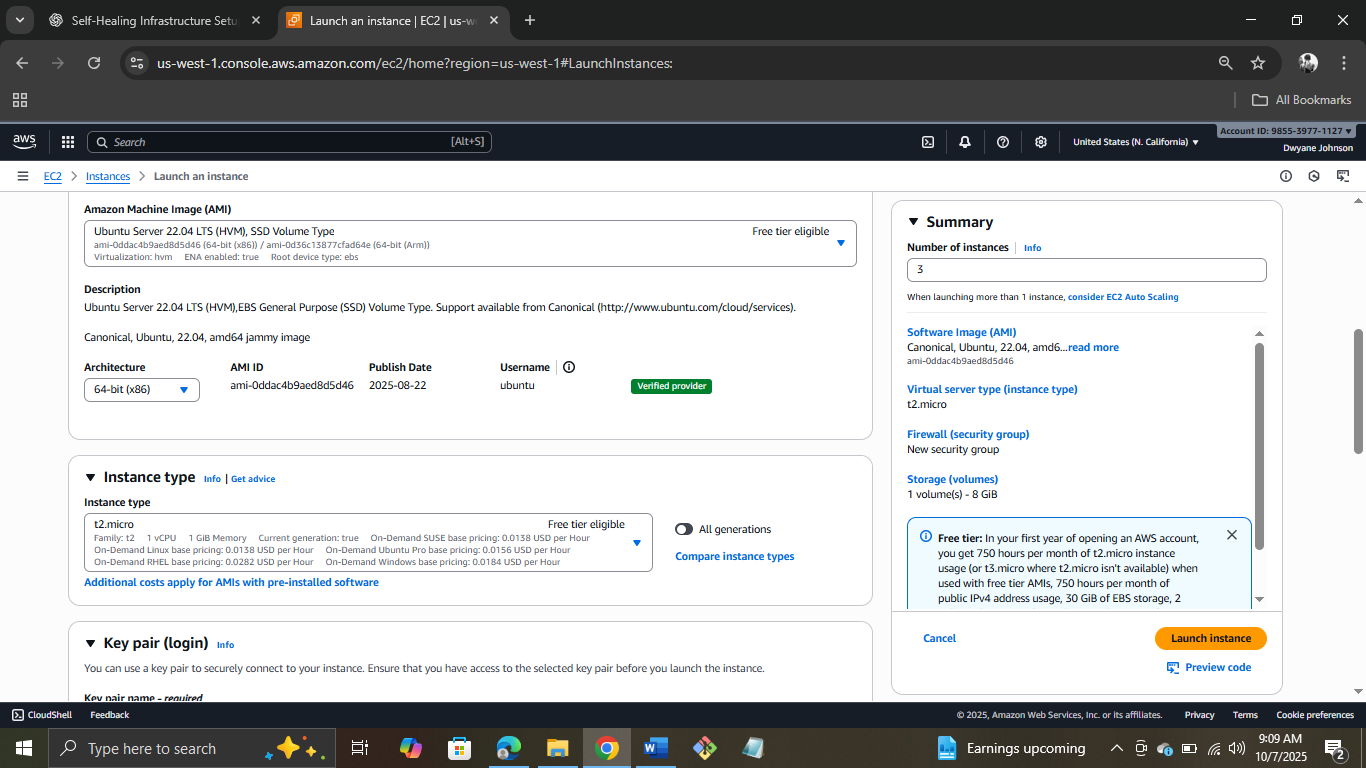 Self-Healing Infrastructure Setu
Launch an instance | EC2 | us-w
us-west-1.console.aws.amazon.com/ec2/home?region=us-west-1#LaunchInstances:
All Bookmarks
aws
Search
[Alt+S]
United States (N. California)
Account ID: 9855-3977-1127
Dwyane Johnson
EC2
Instances
Launch an instance
Amazon Machine Image (AMI)
Ubuntu Server 22.04 LTS (HVM), SSD Volume Type
Free tier eligible
ami-0ddac4b9aed8d5d46 (64-bit (x86)) / ami-0d36c13877cfad64e (64-bit (Arm))
Virtualization: hvm ENA enabled: true Root device type: ebs
Description
Ubuntu Server 22.04 LTS (HVM),EBS General Purpose (SSD) Volume Type. Support available from Canonical (http://www.ubuntu.com/cloud/services).
Canonical, Ubuntu, 22.04, amd64 jammy image
Architecture AMI ID Publish Date Username
64-bit (x86) ami-0ddac4b9aed8d5d46 2025-08-22 ubuntu Verified provider
Instance type Info | Get advice
Instance type
t2.micro Free tier eligible
Family: t2 1 vCPU 1 GiB Memory Current generation: true On-Demand SUSE base pricing: 0.0138 USD per Hour
On-Demand Linux base pricing: 0.0138 USD per Hour On-Demand Ubuntu Pro base pricing: 0.0156 USD per Hour
On-Demand RHEL base pricing: 0.0282 USD per Hour On-Demand Windows base pricing: 0.0184 USD per Hour
All generations
Compare instance types
Additional costs apply for AMIs with pre-installed software
Key pair (login) Info
You can use a key pair to securely connect to your instance. Ensure that you have access to the selected key pair before you launch the instance.
Key pair name - required
Summary
Number of instances Info
3
When launching more than 1 instance, consider EC2 Auto Scaling
Software Image (AMI)
Canonical, Ubuntu, 22.04, amd6...read more
ami-0ddac4b9aed8d5d46
Virtual server type (instance type)
t2.micro
Firewall (security group)
New security group
Storage (volumes)
1 volume(s) - 8 GiB
Free tier: In your first year of opening an AWS account,
you get 750 hours per month of t2.micro instance
usage (or t3.micro where t2.micro isn't available) when
used with free tier AMIs, 750 hours per month of
public IPv4 address usage, 30 GiB of EBS storage, 2
Cancel
Launch instance
Preview code
CloudShell Feedback
© 2025, Amazon Web Services, Inc. or its affiliates. Privacy Terms Cookie preferences
Type here to search
Earnings upcoming
9:09 AM
10/7/2025
2